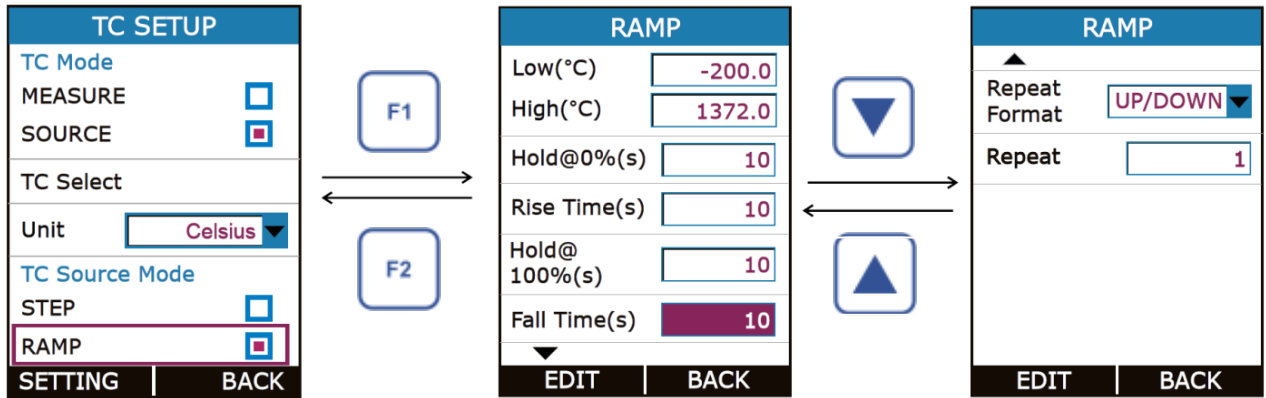 TC SETUP
TC Mode
MEASURE
SOURCE
TC Select
Unit Celsius
TC Source Mode
STEP
RAMP
SETTING BACK
F1
F2
RAMP
Low(°C) -200.0
High(°C) 1372.0
Hold@0%(s) 10
Rise Time(s) 10
Hold@
100%(s) 10
Fall Time(s) 10
EDIT BACK
RAMP
Repeat
Format UP/DOWN
Repeat 1
EDIT BACK